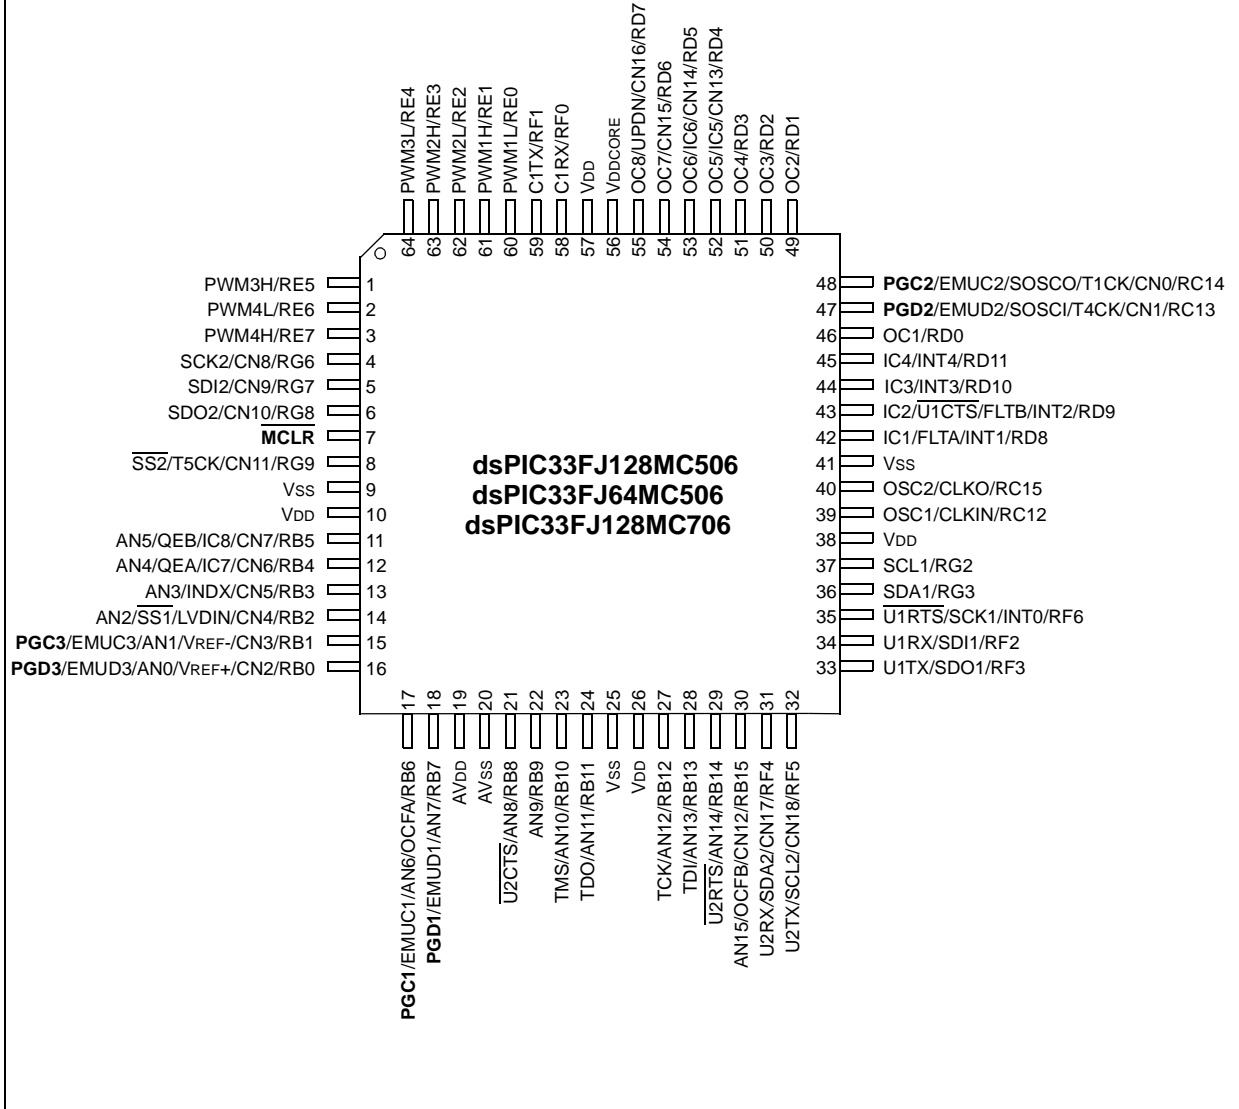 PWM3L/RE4
PWM2H/RE3
PWM2L/RE2
PWM1H/RE1
PWM1L/RE0
C1TX/RF1
C1RX/RF0
VDD
VDDCORE
OC8/UPDN/CN16/RD7
OC7/CN15/RD6
OC6/IC6/CN14/RD5
OC5/IC5/CN13/RD4
OC4/RD3
OC3/RD2
OC2/RD1
64
63
62
61
60
59
58
57
56
55
54
53
52
51
50
49
PWM3H/RE5 1
PWM4L/RE6 2
PWM4H/RE7 3
SCK2/CN8/RG6 4
SDI2/CN9/RG7 5
SDO2/CN10/RG8 6
MCLR 7
SS2/T5CK/CN11/RG9 8
VSS 9
VDD 10
AN5/QEB/IC8/CN7/RB5 11
AN4/QEA/IC7/CN6/RB4 12
AN3/INDX/CN5/RB3 13
AN2/SS1/LVDIN/CN4/RB2 14
PGC3/EMUC3/AN1/VREF-/CN3/RB1 15
PGD3/EMUD3/AN0/VREF+/CN2/RB0 16
dsPIC33FJ128MC506
dsPIC33FJ64MC506
dsPIC33FJ128MC706
48 PGC2/EMUC2/SOSCO/T1CK/CN0/RC14
47 PGD2/EMUD2/SOSCI/T4CK/CN1/RC13
46 OC1/RD0
45 IC4/INT4/RD11
44 IC3/INT3/RD10
43 IC2/U1CTS/FLTB/INT2/RD9
42 IC1/FLTA/INT1/RD8
41 VSS
40 OSC2/CLKO/RC15
39 OSC1/CLKIN/RC12
38 VDD
37 SCL1/RG2
36 SDA1/RG3
35 U1RTS/SCK1/INT0/RF6
34 U1RX/SDI1/RF2
33 U1TX/SDO1/RF3
17
18
19
20
21
22
23
24
25
26
27
28
29
30
31
32
PGC1/EMUC1/AN6/OCFA/RB6
PGD1/EMUD1/AN7/RB7
AVDD
AVSS
U2CTS/AN8/RB8
AN9/RB9
TMS/AN10/RB10
TDO/AN11/RB11
VSS
VDD
TCK/AN12/RB12
TDI/AN13/RB13
U2RTS/AN14/RB14
AN15/OCFB/CN12/RB15
U2RX/SDA2/CN17/RF4
U2TX/SCL2/CN18/RF5